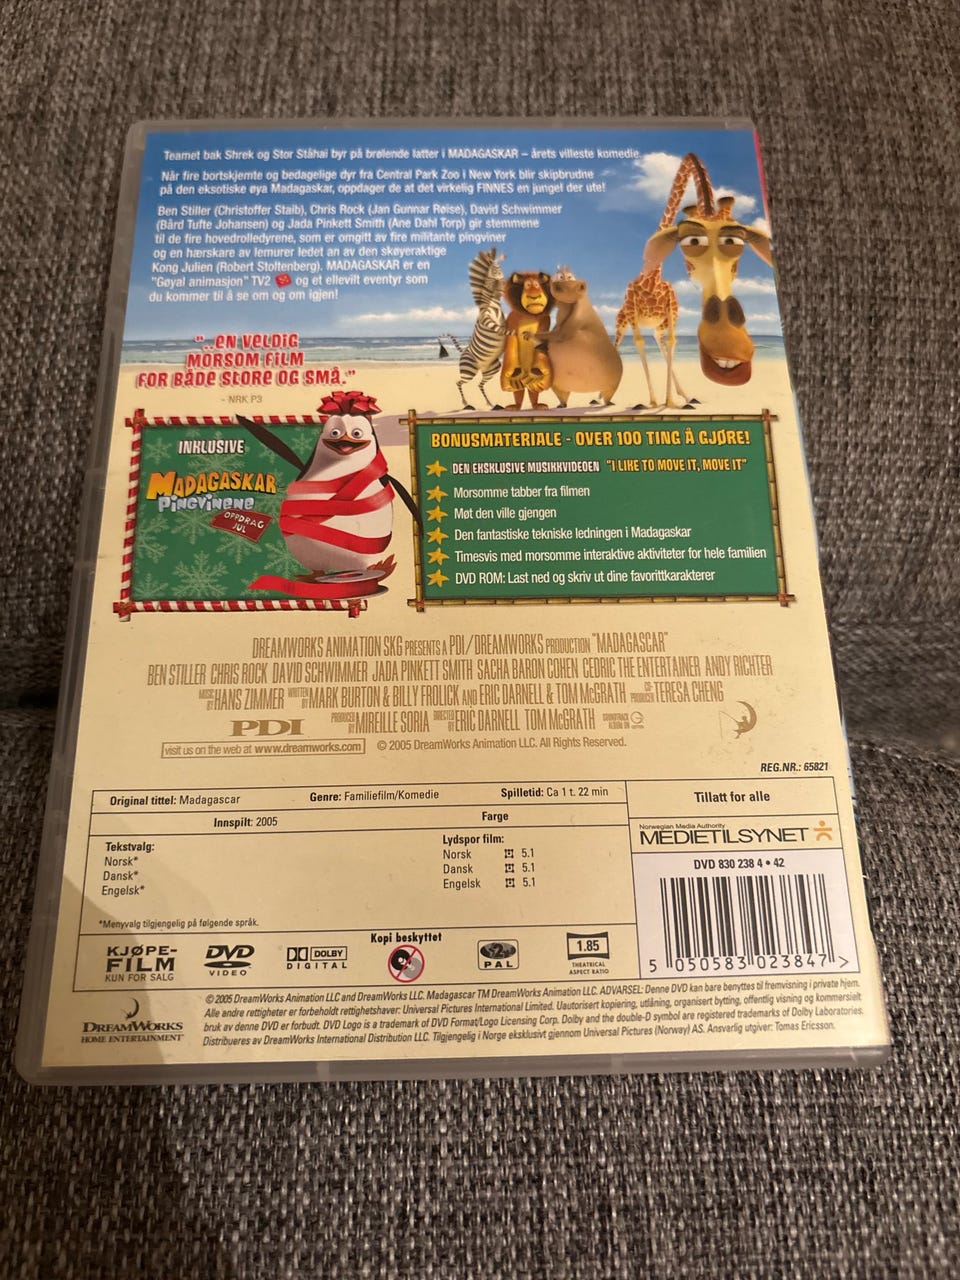 Teamet bak Shrek og Stor Ståhai byr på brølende latter i MADAGASKAR – årets villeste komedie.
Når fire bortskjemte og bedagelige dyr fra Central Park Zoo i New York blir skipbrudne
på den eksotiske øya Madagaskar, oppdager de at det virkelig FINNES en jungel der ute!
Ben Stiller (Christoffer Staib), Chris Rock (Jan Gunnar Røise), David Schwimmer
(Bård Tufte Johansen) og Jada Pinkett Smith (Ane Dahl Torp) gir stemmene
til de fire hovedrolledyrene, som er omgitt av fire militante pingviner
og en hærskare av lemurer ledet an av den skøyeraktige
Kong Julien (Robert Stoltenberg). MADAGASKAR er en
"Gøyal animasjon" TV2 og et ellevilt eventyr som
du kommer til å se om og om igjen!
"..EN VELDIG
MORSOM FILM
FOR BÅDE STORE OG SMÅ."
- NRK P3
INKLUSIVE
MADAGASKAR
PINGVINENE
OPPDRAG
JUL
BONUSMATERIALE - OVER 100 TING Å GJØRE!
DEN EKSKLUSIVE MUSIKKVIDEOEN "I LIKE TO MOVE IT, MOVE IT"
Morsomme tabber fra filmen
Møt den ville gjengen
Den fantastiske tekniske ledningen i Madagaskar
Timesvis med morsomme interaktive aktiviteter for hele familien
DVD ROM: Last ned og skriv ut dine favorittkarakterer
DREAMWORKS ANIMATION SKG PRESENTS A PDI/DREAMWORKS PRODUCTION "MADAGASCAR"
BEN STILLER CHRIS ROCK DAVID SCHWIMMER JADA PINKETT SMITH SACHA BARON COHEN CEDRIC THE ENTERTAINER ANDY RICHTER
MUSIC BY HANS ZIMMER WRITTEN BY MARK BURTON & BILLY FROLICK AND ERIC DARNELL & TOM McGRATH CO-PRODUCER TERESA CHENG
PDI PRODUCED BY MIREILLE SORIA DIRECTED BY ERIC DARNELL TOM McGRATH SOUNDTRACK ALBUM ON
visit us on the web at www.dreamworks.com © 2005 DreamWorks Animation LLC. All Rights Reserved.
REG.NR.: 65821
Original tittel: Madagascar Genre: Familiefilm/Komedie Spilletid: Ca 1 t. 22 min
Tillatt for alle
Innspilt: 2005 Farge
Norwegian Media Authority
MEDIETILSYNET
Tekstvalg:
Norsk*
Dansk*
Engelsk*
Lydspor film:
Norsk 5.1
Dansk 5.1
Engelsk 5.1
*Menyvalg tilgjengelig på følgende språk.
DVD 830 238 4 • 42
5 050583 023847 >
KJØPE-
FILM
KUN FOR SALG
DVD
VIDEO
DOLBY
DIGITAL
Kopi beskyttet
2
PAL
1.85
THEATRICAL
ASPECT RATIO
DREAMWORKS
HOME ENTERTAINMENT
© 2005 DreamWorks Animation LLC and DreamWorks LLC. Madagascar TM DreamWorks Animation LLC. ADVARSEL: Denne DVD kan bare benyttes til fremvisning i private hjem.
Alle andre rettigheter er forbeholdt rettighetshaver: Universal Pictures International Limited. Uautorisert kopiering, utlåning, organisert bytting, offentlig visning og kommersielt
bruk av denne DVD er forbudt. DVD Logo is a trademark of DVD Format/Logo Licensing Corp. Dolby and the double-D symbol are registered trademarks of Dolby Laboratories.
Distribueres av DreamWorks International Distribution LLC. Tilgjengelig i Norge eksklusivt gjennom Universal Pictures (Norway) AS. Ansvarlig utgiver: Tomas Ericsson.